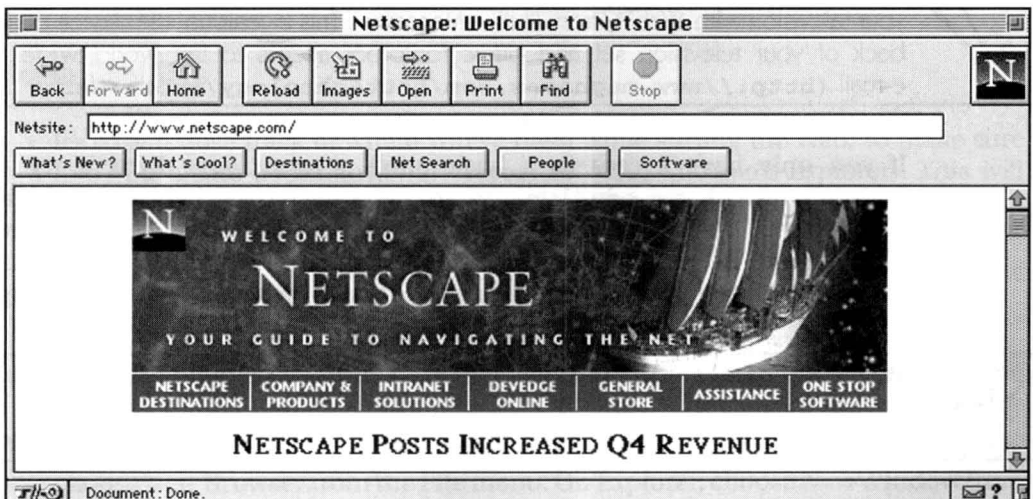 Netscape: Welcome to Netscape
Back Forward Home Reload Images Open Print Find Stop
N
Netsite: http://www.netscape.com/
What's New? What's Cool? Destinations Net Search People Software
N
WELCOME TO
NETSCAPE
YOUR GUIDE TO NAVIGATING THE NET
NETSCAPE DESTINATIONS
COMPANY & PRODUCTS
INTRANET SOLUTIONS
DEVEDGE ONLINE
GENERAL STORE
ASSISTANCE
ONE STOP SOFTWARE
NETSCAPE POSTS INCREASED Q4 REVENUE
Document: Done.
?